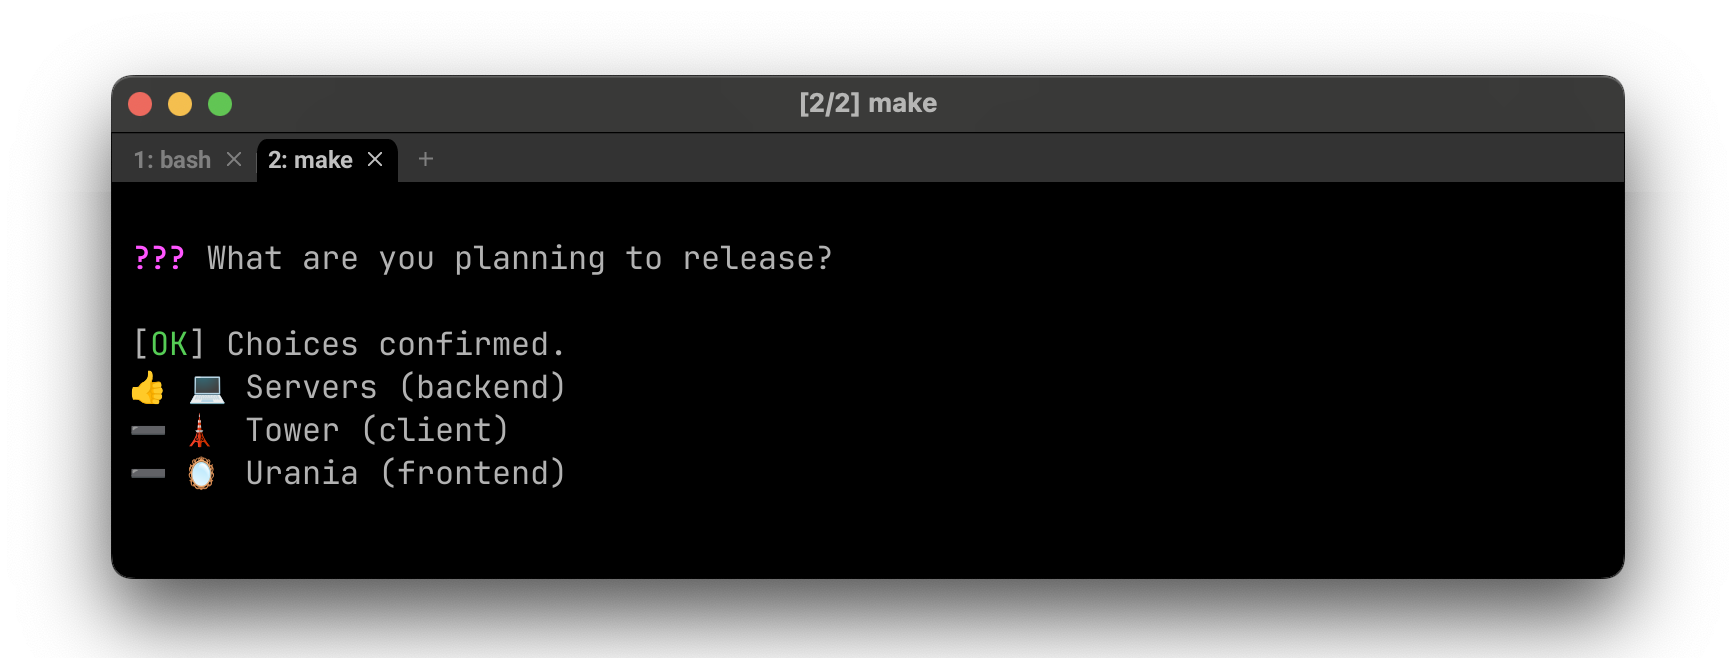 [2/2] make
1: bash × 2: make × +
??? What are you planning to release?
[OK] Choices confirmed.
👍 💻 Servers (backend)
➖ 🗼 Tower (client)
➖ 🪞 Urania (frontend)